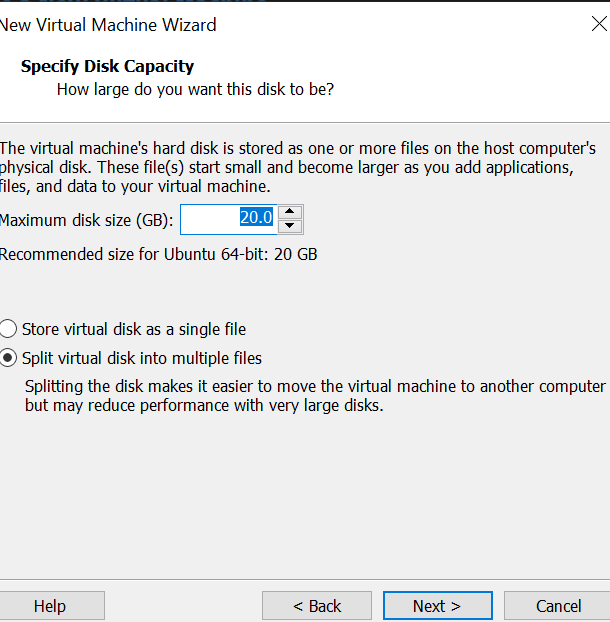 New Virtual Machine Wizard
Specify Disk Capacity
How large do you want this disk to be?
The virtual machine's hard disk is stored as one or more files on the host computer's
physical disk. These file(s) start small and become larger as you add applications,
files, and data to your virtual machine.
Maximum disk size (GB): 20.0
Recommended size for Ubuntu 64-bit: 20 GB
Store virtual disk as a single file
Split virtual disk into multiple files
Splitting the disk makes it easier to move the virtual machine to another computer
but may reduce performance with very large disks.
Help < Back Next > Cancel